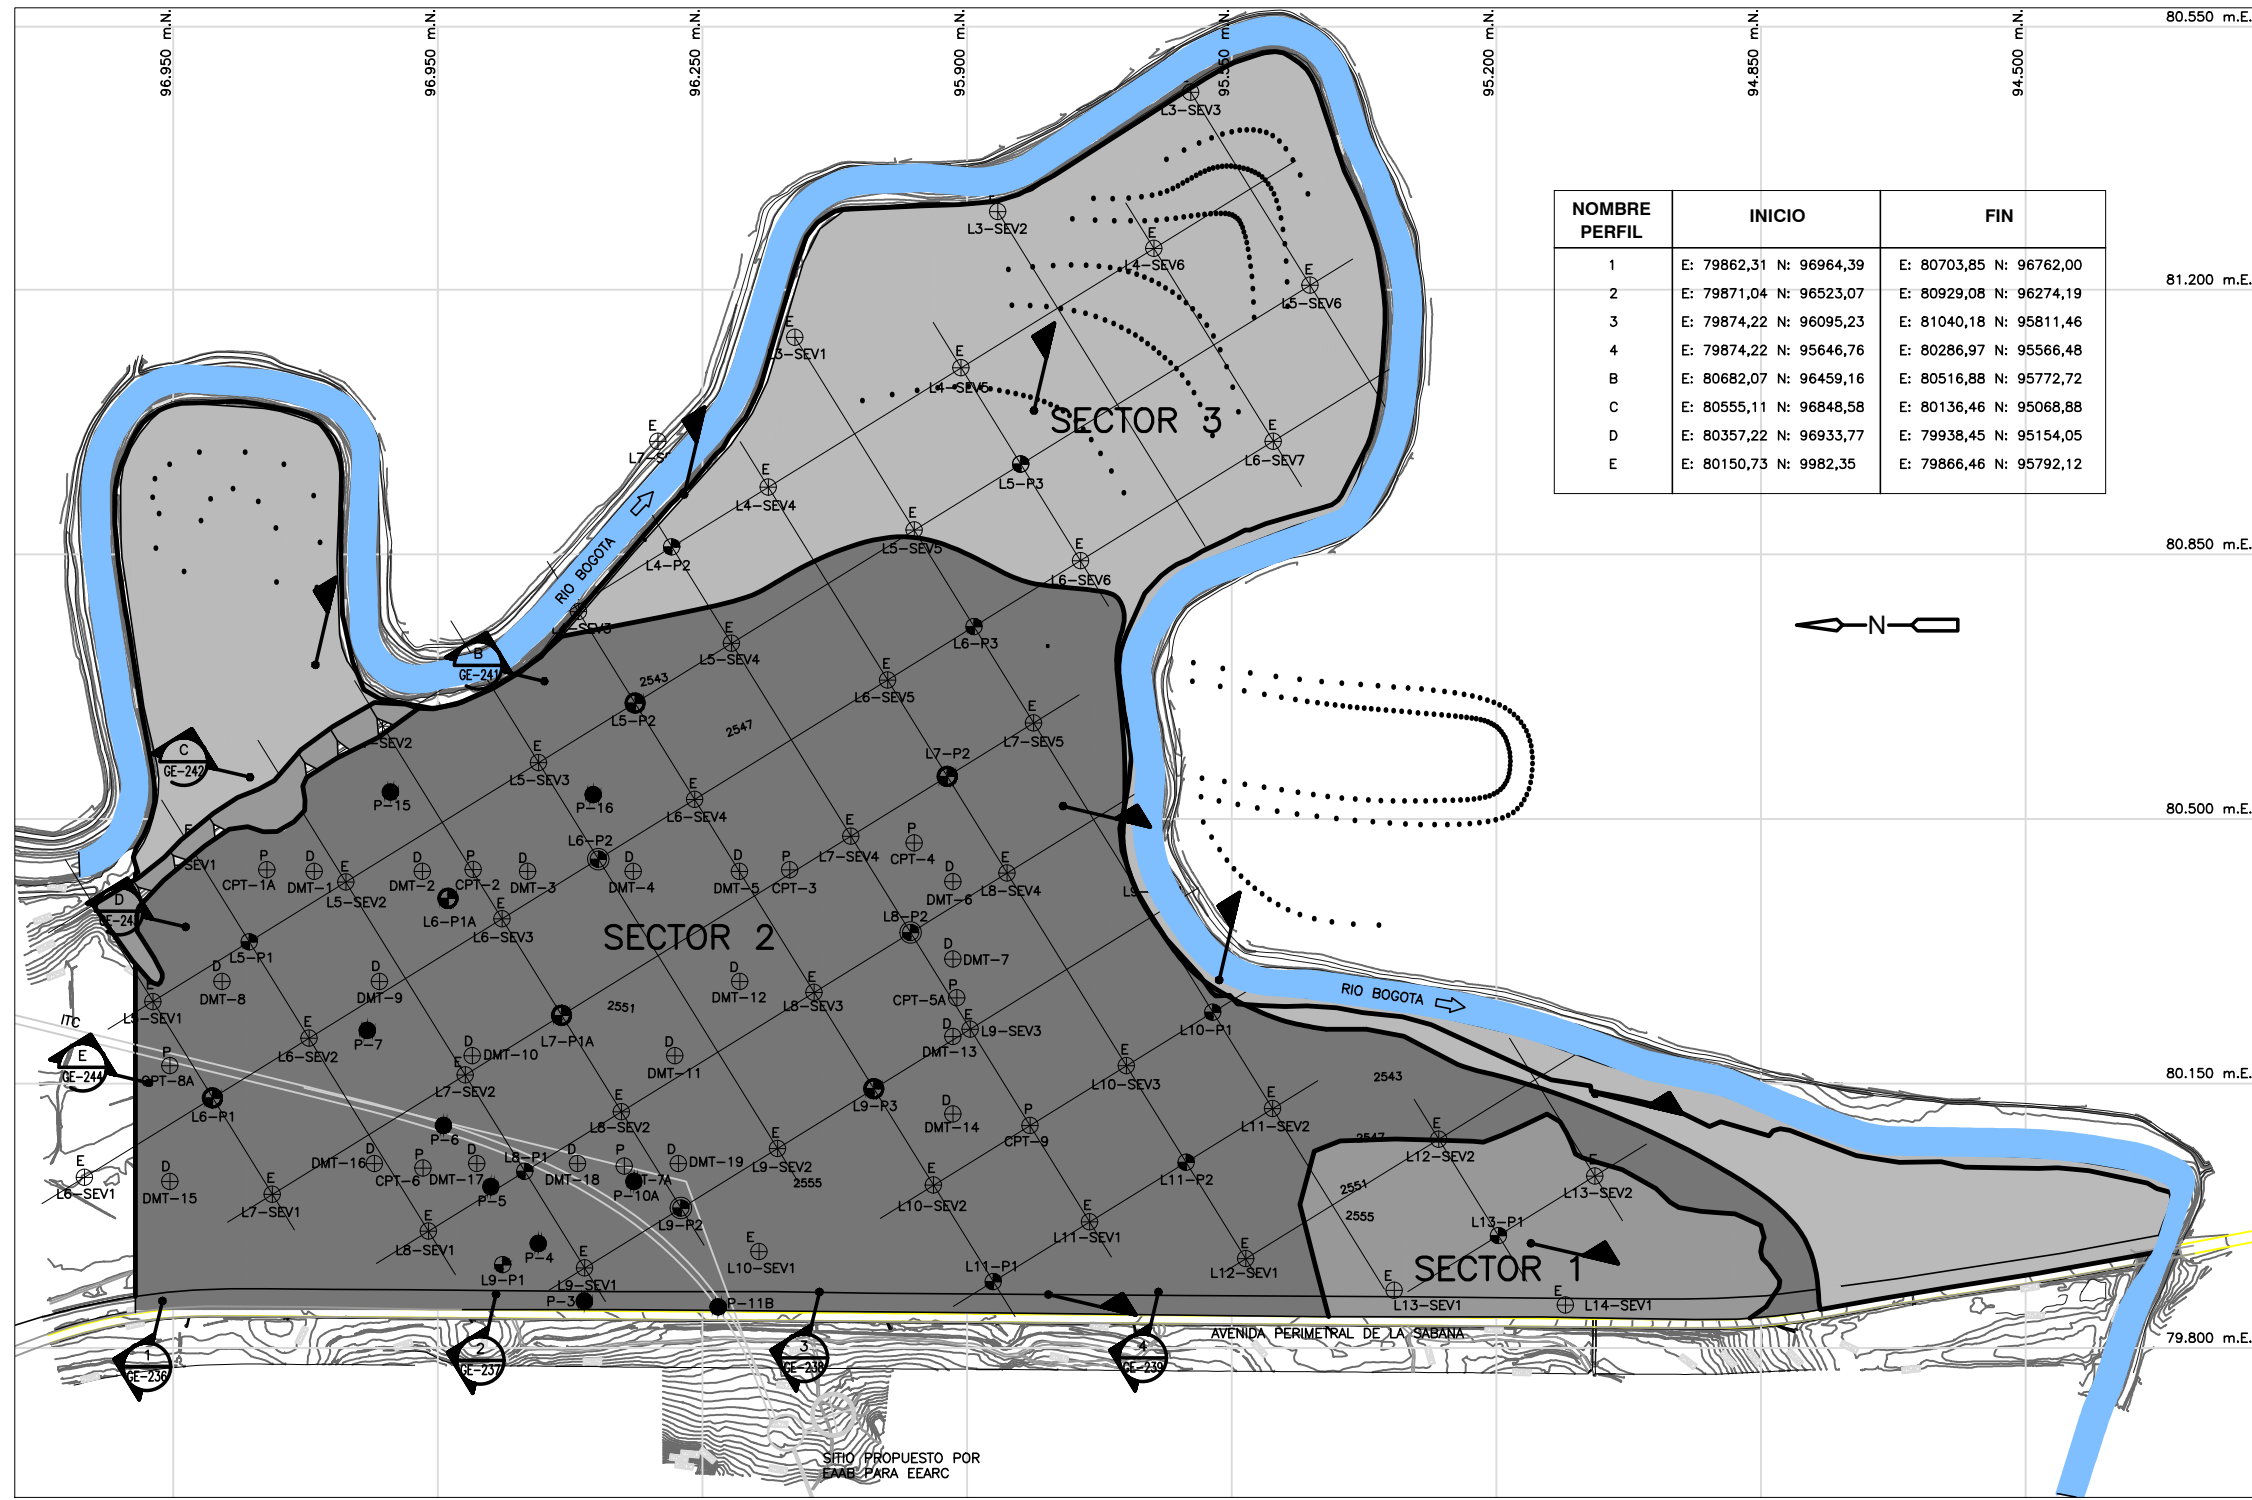 96.950 m.N.
96.950 m.N.
96.250 m.N.
95.900 m.N.
95.550 m.N.
95.200 m.N.
94.850 m.N.
94.500 m.N.
80.550 m.E.
81.200 m.E.
80.850 m.E.
80.500 m.E.
80.150 m.E.
79.800 m.E.
NOMBRE PERFIL INICIO FIN
1 E: 79862,31 N: 96964,39 E: 80703,85 N: 96762,00
2 E: 79871,04 N: 96523,07 E: 80929,08 N: 96274,19
3 E: 79874,22 N: 96095,23 E: 81040,18 N: 95811,46
4 E: 79874,22 N: 95646,76 E: 80286,97 N: 95566,48
B E: 80682,07 N: 96459,16 E: 80516,88 N: 95772,72
C E: 80555,11 N: 96848,58 E: 80136,46 N: 95068,88
D E: 80357,22 N: 96933,77 E: 79938,45 N: 95154,05
E E: 80150,73 N: 9982,35 E: 79866,46 N: 95792,12
N
L3-SEV3
E
L3-SEV2
E
L4-SEV6
E
L5-SEV6
E
L3-SEV1
E
L4-SEV5
SECTOR 3
E
L6-SEV7
L5-P3
E
L4-SEV4
E
L5-SEV5
L4-P2
E
L6-SEV6
RIO BOGOTA
L6-P3
E
L5-SEV4
2543
L5-P2
2547
E
L6-SEV5
E
L7-SEV5
B
GE-241
C
GE-242
E
L5-SEV3
P-15
P-16
E
L6-SEV4
L7-P2
E
L7-SEV4
L6-P2
P
CPT-4
P
CPT-1A
D
DMT-1
E
L5-SEV2
D
DMT-2
P
CPT-2
D
DMT-3
D
DMT-4
D
DMT-5
P
CPT-3
D
DMT-6
E
L8-SEV4
L6-P1A
E
L6-SEV3
D
SECTOR 2
L8-P2
L5-P1
D
DMT-7
D
DMT-8
D
DMT-9
D
DMT-12
E
L8-SEV3
P
CPT-5A
E
L5-SEV1
2551
L7-P1A
P-7
E
L9-SEV3
D
DMT-13
L10-P1
RIO BOGOTA
ITC
E
GE-244
P
CPT-8A
E
L6-SEV2
D
DMT-10
E
L7-SEV2
D
DMT-11
L9-P3
E
L10-SEV3
2543
L6-P1
P-6
E
L8-SEV2
D
DMT-14
P
CPT-9
E
L11-SEV2
2547
E
L12-SEV2
E
L6-SEV1
D
DMT-15
E
L7-SEV1
D
DMT-16
P
CPT-6
D
DMT-17
L8-P1
P-5
D
DMT-18
P
P-10A
D
DMT-19
E
L9-SEV2
2555
E
L10-SEV2
L11-P2
2551
2555
E
L13-SEV2
L13-P1
E
L8-SEV1
P-4
L9-P1
L9-P2
E
L9-SEV1
E
L10-SEV1
E
L11-SEV1
E
L12-SEV1
SECTOR 1
L11-P1
P-3
P-11B
E
L13-SEV1
E
L14-SEV1
AVENIDA PERIMETRAL DE LA SABANA
1
GE-236
2
GE-237
3
GE-238
4
GE-239
SITIO PROPUESTO POR
EAAB PARA EEARC